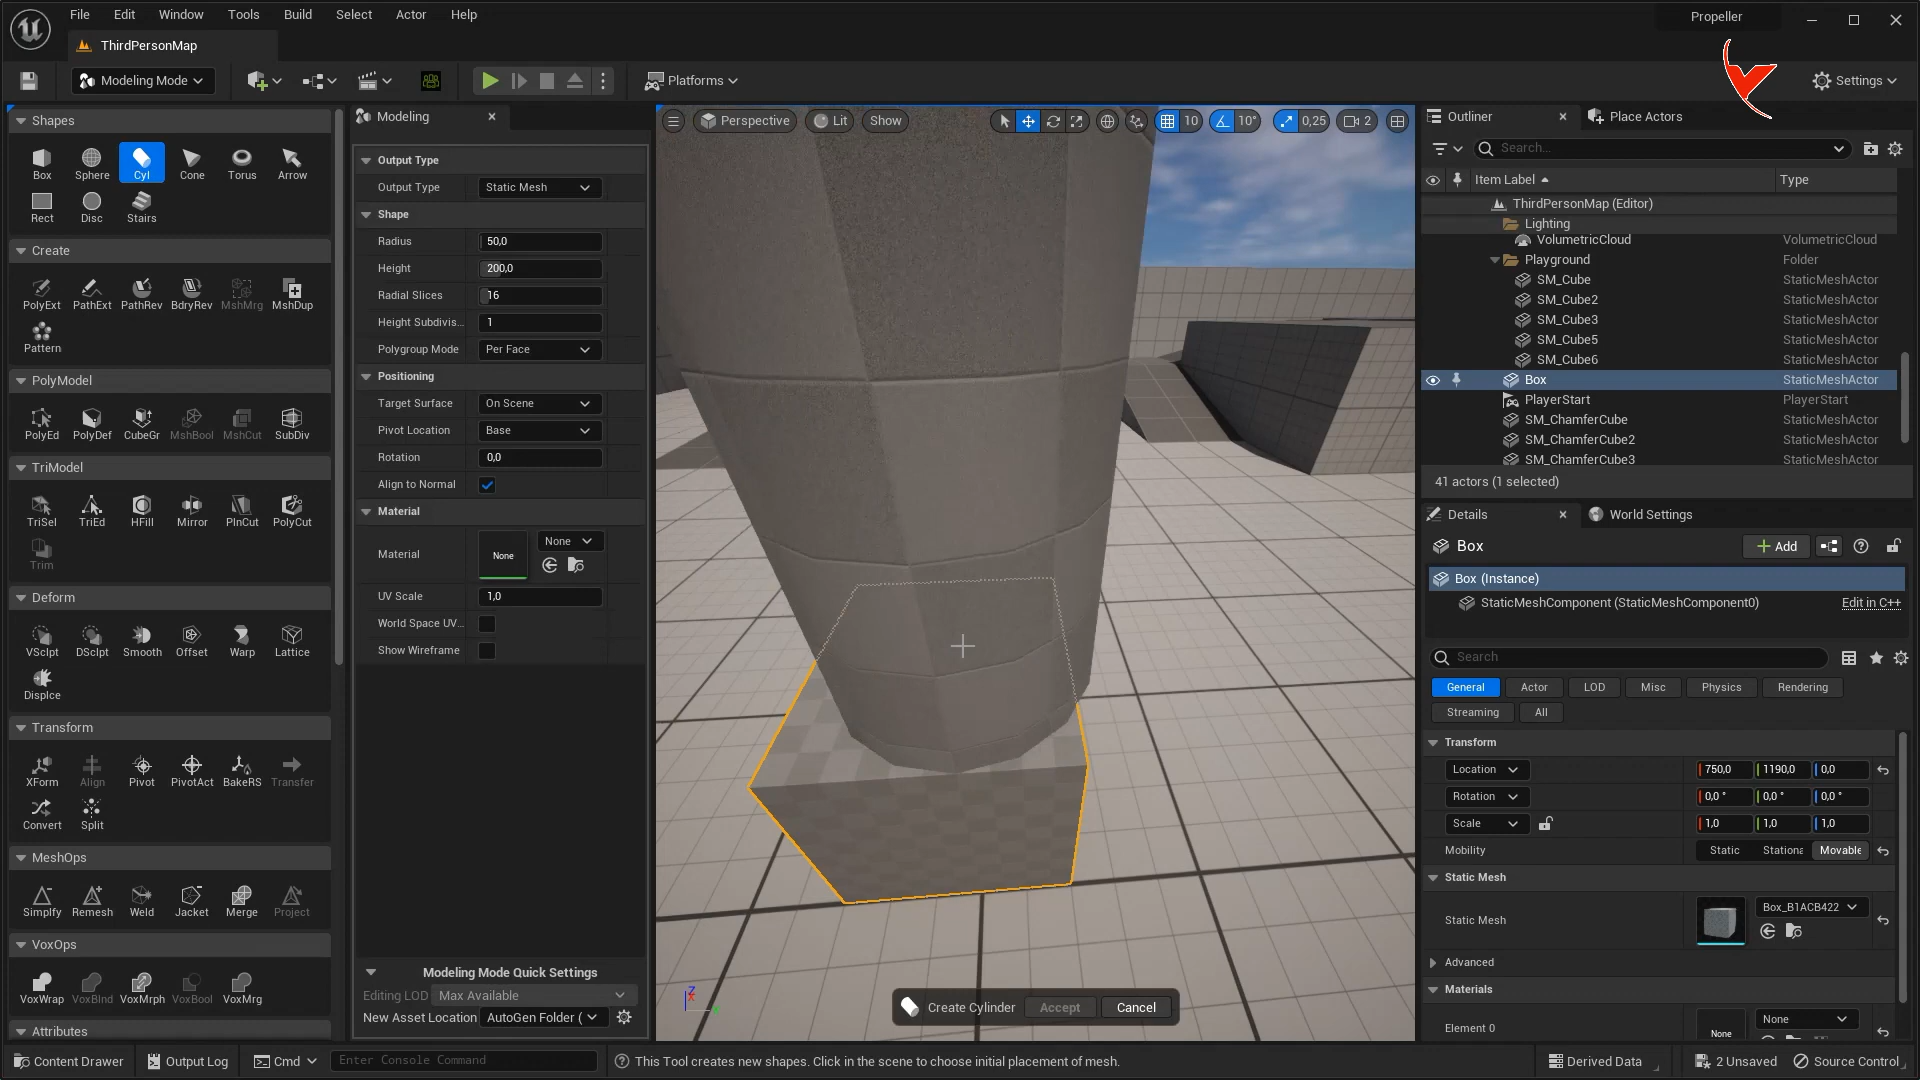 File Edit Window Tools Build Select Actor Help
Propeller
ThirdPersonMap
Modeling Mode
Platforms
Settings
Shapes
Box Sphere Cyl Cone Torus Arrow
Rect Disc Stairs
Create
PolyExt PathExt PathRev BdryRev MshMrg MshDup
Pattern
PolyModel
PolyEd PolyDef CubeGr MshBool MshCut SubDiv
TriModel
TriSel TriEd HFill Mirror PlnCut PolyCut
Trim
Deform
VSclpt DSclpt Smooth Offset Warp Lattice
Displce
Transform
XForm Align Pivot PivotAct BakeRS Transfer
Convert Split
MeshOps
Simplfy Remesh Weld Jacket Merge Project
VoxOps
VoxWrap VoxBlnd VoxMrph VoxBool VoxMrg
Attributes
Modeling
Output Type
Output Type Static Mesh
Shape
Radius 50,0
Height 200,0
Radial Slices 16
Height Subdivis... 1
Polygroup Mode Per Face
Positioning
Target Surface On Scene
Pivot Location Base
Rotation 0,0
Align to Normal
Material
Material None None
UV Scale 1,0
World Space UV...
Show Wireframe
Modeling Mode Quick Settings
Editing LOD Max Available
New Asset Location AutoGen Folder (
Perspective Lit Show 10 10° 0,25 2
Z
Create Cylinder Accept Cancel
Outliner Place Actors
Search...
Item Label Type
ThirdPersonMap (Editor)
Lighting
VolumetricCloud VolumetricCloud
Playground Folder
SM_Cube StaticMeshActor
SM_Cube2 StaticMeshActor
SM_Cube3 StaticMeshActor
SM_Cube5 StaticMeshActor
SM_Cube6 StaticMeshActor
Box StaticMeshActor
PlayerStart PlayerStart
SM_ChamferCube StaticMeshActor
SM_ChamferCube2 StaticMeshActor
SM_ChamferCube3 StaticMeshActor
41 actors (1 selected)
Details World Settings
Box Add
Box (Instance)
StaticMeshComponent (StaticMeshComponent0) Edit in C++
Search
General Actor LOD Misc Physics Rendering
Streaming All
Transform
Location 750,0 1190,0 0,0
Rotation 0,0 ° 0,0 ° 0,0 °
Scale 1,0 1,0 1,0
Mobility Static Stationa Movable
Static Mesh
Static Mesh Box_B1ACB422
Advanced
Materials
Element 0 None None
Content Drawer Output Log Cmd Enter Console Command This Tool creates new shapes. Click in the scene to choose initial placement of mesh. Derived Data 2 Unsaved Source Control